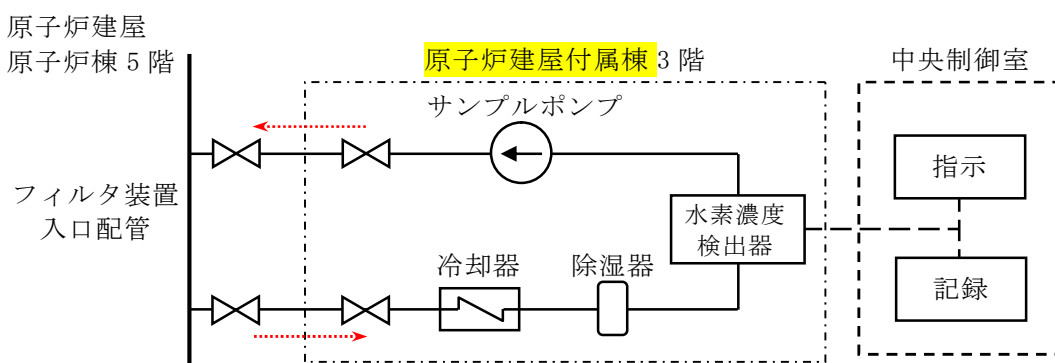 原子炉建屋
原子炉棟 5 階
原子炉建屋付属棟 3 階
中央制御室
サンプルポンプ
指示
フィルタ装置
入口配管
水素濃度
検出器
冷却器
除湿器
記録